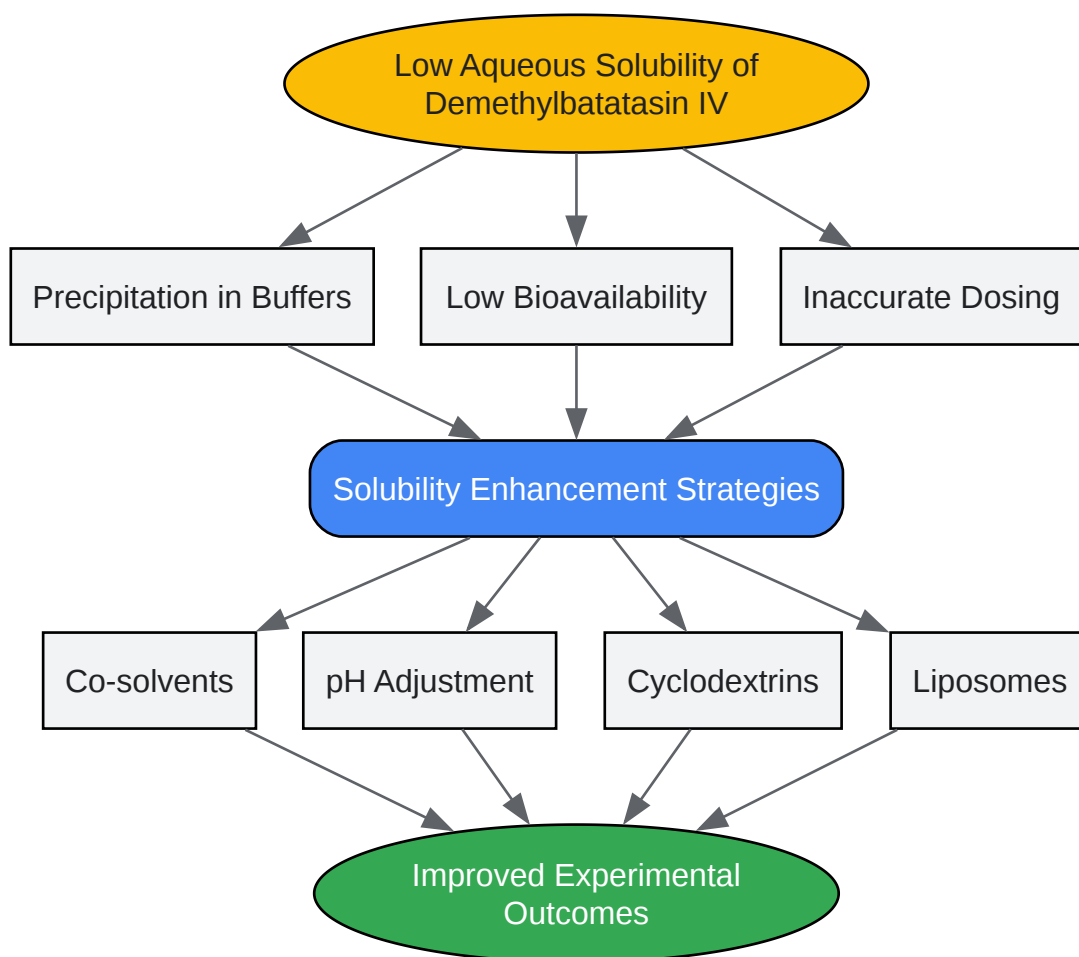 Low Aqueous Solubility of
Demethylbatatasin IV
Precipitation in Buffers
Low Bioavailability
Inaccurate Dosing
Solubility Enhancement Strategies
Co-solvents
pH Adjustment
Cyclodextrins
Liposomes
Improved Experimental
Outcomes